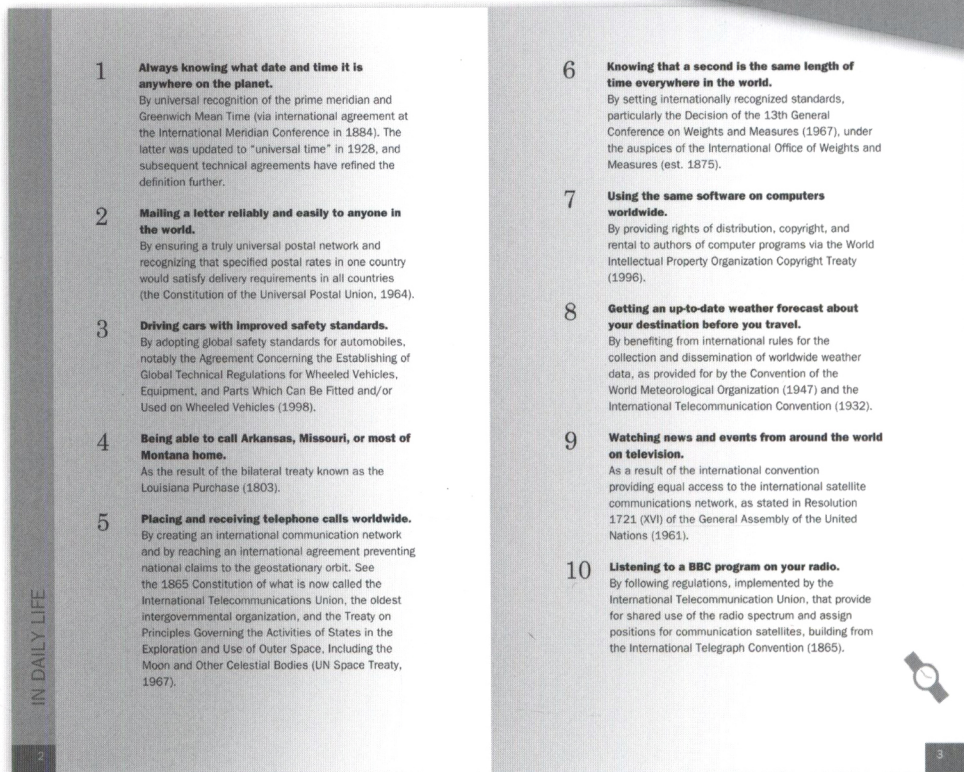 1
Always knowing what date and time it is
anywhere on the planet.
By universal recognition of the prime meridian and
Greenwich Mean Time (via international agreement at
the International Meridian Conference in 1884). The
latter was updated to “universal time” in 1928, and
subsequent technical agreements have refined the
definition further.
2
Mailing a letter reliably and easily to anyone in
the world.
By ensuring a truly universal postal network and
recognizing that specified postal rates in one country
would satisfy delivery requirements in all countries
(the Constitution of the Universal Postal Union, 1964).
3
Driving cars with improved safety standards.
By adopting global safety standards for automobiles,
notably the Agreement Concerning the Establishing of
Global Technical Regulations for Wheeled Vehicles,
Equipment, and Parts Which Can Be Fitted and/or
Used on Wheeled Vehicles (1998).
4
Being able to call Arkansas, Missouri, or most of
Montana home.
As the result of the bilateral treaty known as the
Louisiana Purchase (1803).
5
Placing and receiving telephone calls worldwide.
By creating an international communication network
and by reaching an international agreement preventing
national claims to the geostationary orbit. See
the 1865 Constitution of what is now called the
International Telecommunications Union, the oldest
intergovernmental organization, and the Treaty on
Principles Governing the Activities of States in the
Exploration and Use of Outer Space, Including the
Moon and Other Celestial Bodies (UN Space Treaty,
1967).
IN DAILY LIFE
2
6
Knowing that a second is the same length of
time everywhere in the world.
By setting internationally recognized standards,
particularly the Decision of the 13th General
Conference on Weights and Measures (1967), under
the auspices of the International Office of Weights and
Measures (est. 1875).
7
Using the same software on computers
worldwide.
By providing rights of distribution, copyright, and
rental to authors of computer programs via the World
Intellectual Property Organization Copyright Treaty
(1996).
8
Getting an up-to-date weather forecast about
your destination before you travel.
By benefiting from international rules for the
collection and dissemination of worldwide weather
data, as provided for by the Convention of the
World Meteorological Organization (1947) and the
International Telecommunication Convention (1932).
9
Watching news and events from around the world
on television.
As a result of the international convention
providing equal access to the international satellite
communications network, as stated in Resolution
1721 (XVI) of the General Assembly of the United
Nations (1961).
10
Listening to a BBC program on your radio.
By following regulations, implemented by the
International Telecommunication Union, that provide
for shared use of the radio spectrum and assign
positions for communication satellites, building from
the International Telegraph Convention (1865).
3